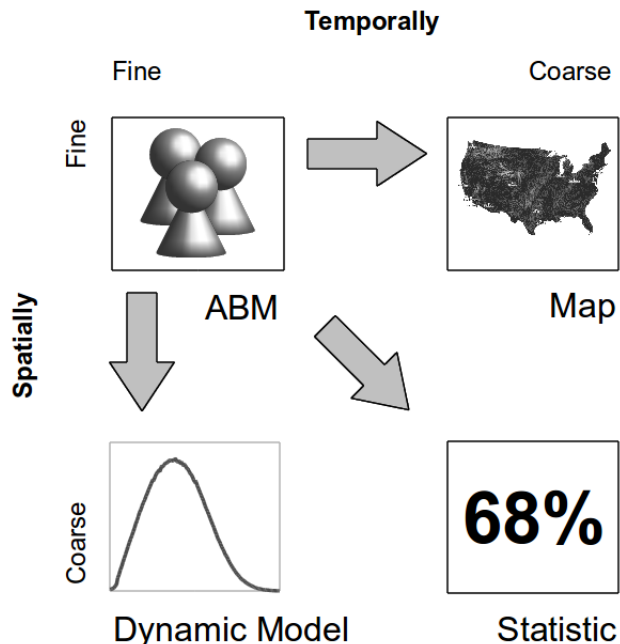 Temporally
Fine
Coarse
Fine
ABM
Map
Spatially
Coarse
68%
Dynamic Model
Statistic